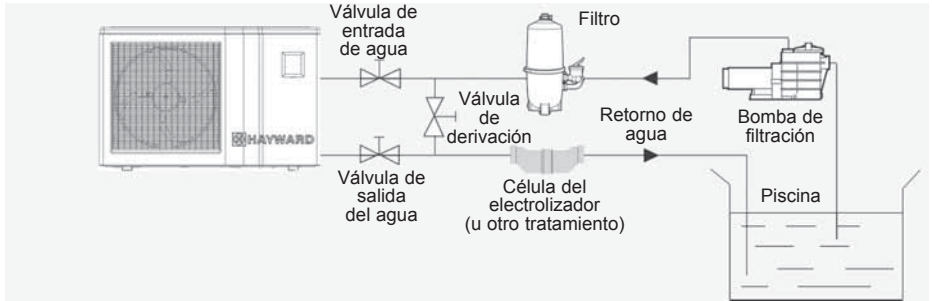 Válvula de
entrada
de agua
Filtro
HAYWARD
Válvula
de
derivación
Retorno de
agua
Bomba de
filtración
Válvula de
salida
del agua
Célula del
electrolizador
(u otro tratamiento)
Piscina